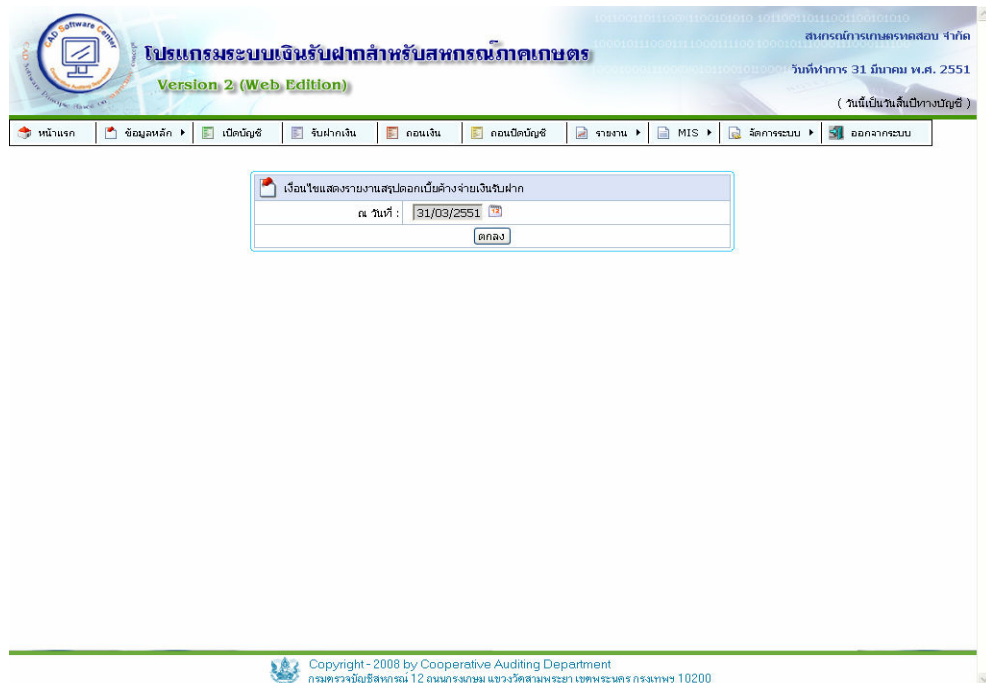 CAD Software Center
สหกรณ์การเกษตรทดสอบ จำกัด
โปรแกรมระบบเงินรับฝากสำหรับสหกรณ์ภาคเกษตร
Version 2 (Web Edition)
วันที่ทำการ 31 มีนาคม พ.ศ. 2551
( วันนี้เป็นวันสิ้นปีทางบัญชี )
หน้าแรก ข้อมูลหลัก เปิดบัญชี รับฝากเงิน ถอนเงิน ถอนปิดบัญชี รายงาน MIS จัดการระบบ ออกจากระบบ
เงื่อนไขแสดงรายงานสรุปดอกเบี้ยค้างจ่ายเงินรับฝาก
ณ วันที่ : 31/03/2551
ตกลง
Copyright - 2008 by Cooperative Auditing Department
กรมตรวจบัญชีสหกรณ์ 12 ถนนกรุงเกษม แขวงวัดสามพระยา เขตพระนคร กรุงเทพฯ 10200